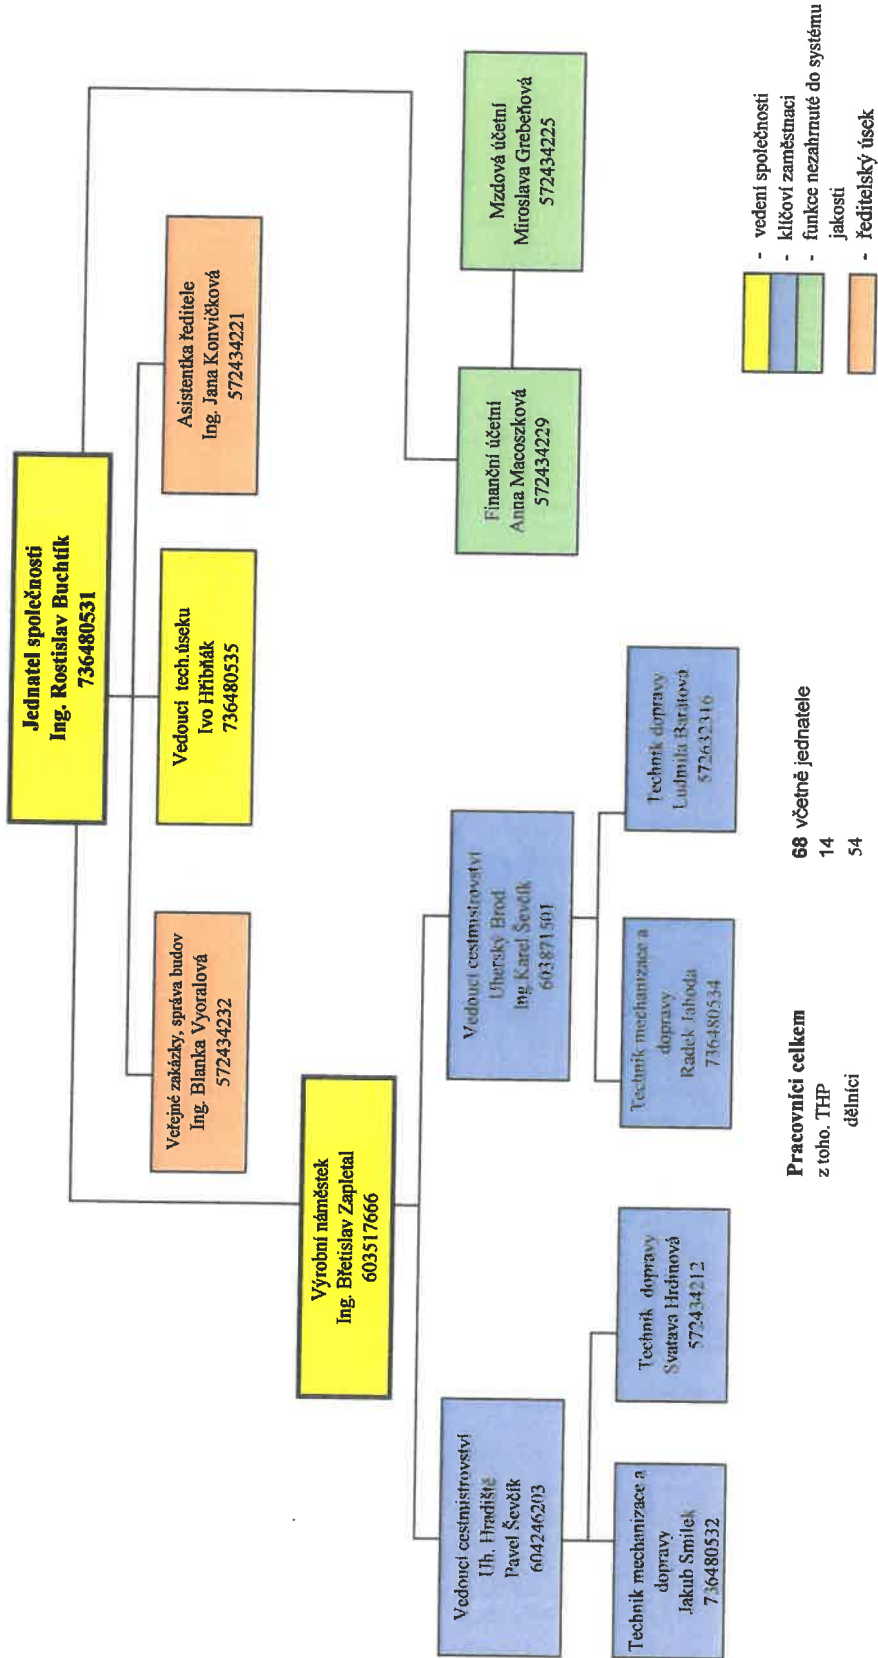 Jednatel společnosti
Ing. Rostislav Buchtík
736480531
Veřejné zakázky, správa budov
Ing. Blanka Vyoralová
572434232
Vedoucí tech.úseku
Ivo Hříbňák
736480535
Asistentka ředitele
Ing. Jana Konvičková
572434221
Výrobní náměstek
Ing. Břetislav Zapletal
603517666
Finanční účetní
Anna Macoszková
572434229
Mzdová účetní
Miroslava Grebeňová
572434225
Vedoucí cestmistrovství
Uh. Hradiště
Pavel Ševčík
604246203
Vedoucí cestmistrovství
Uherský Brod
Ing Karel Ševčík
603871501
Technik mechanizace a
dopravy
Jakub Smilek
736480532
Technik dopravy
Svatava Hrdinová
572434212
Technik mechanizace a
dopravy
Radek Jahoda
736480534
Technik dopravy
Ludmila Baratová
572632316
Pracovníci celkem 68 včetně jednatele
z toho. THP 14
dělníci 54
- vedení společnosti
- klíčoví zaměstnaci
- funkce nezahrnuté do systému
jakosti
- ředitelský úsek